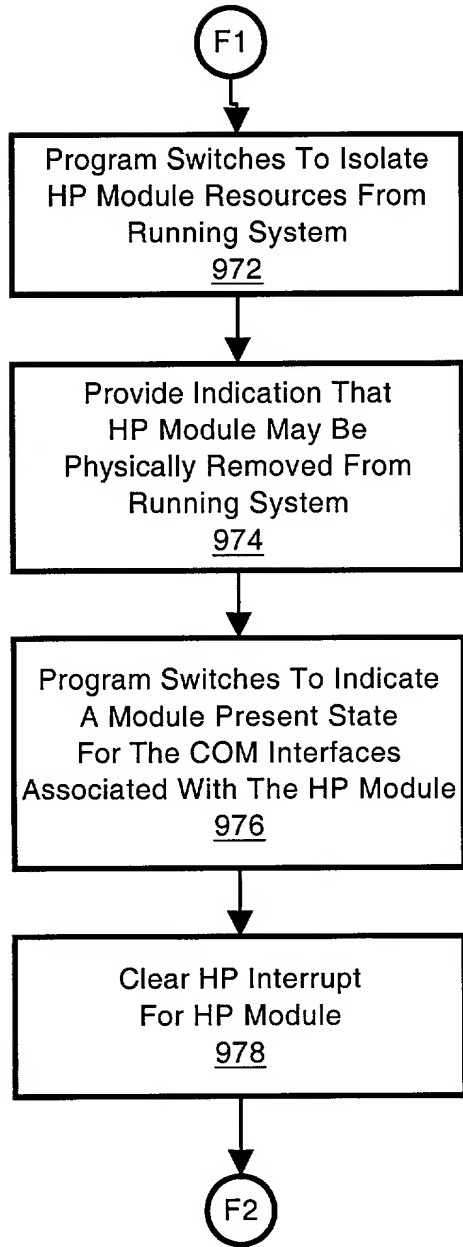 F1
Program Switches To Isolate
HP Module Resources From
Running System
972
Provide Indication That
HP Module May Be
Physically Removed From
Running System
974
Program Switches To Indicate
A Module Present State
For The COM Interfaces
Associated With The HP Module
976
Clear HP Interrupt
For HP Module
978
F2